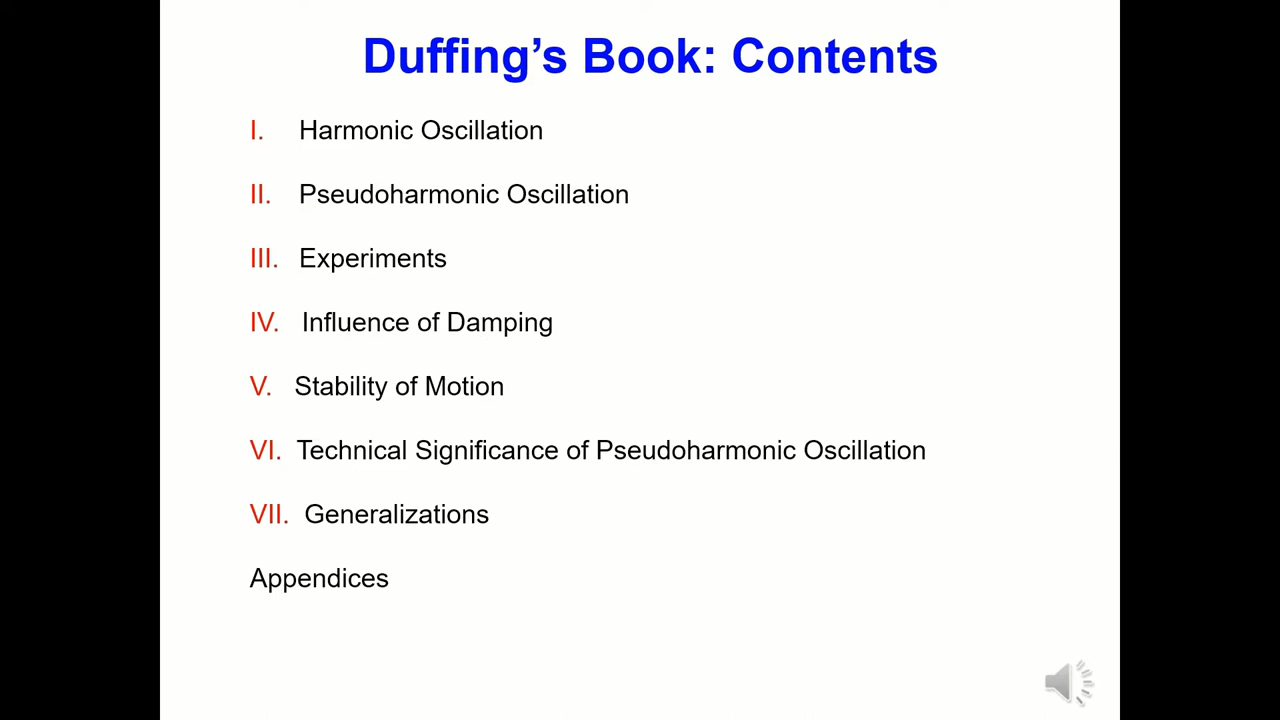 Duffing’s Book: Contents
I. Harmonic Oscillation
II. Pseudoharmonic Oscillation
III. Experiments
IV. Influence of Damping
V. Stability of Motion
VI. Technical Significance of Pseudoharmonic Oscillation
VII. Generalizations
Appendices